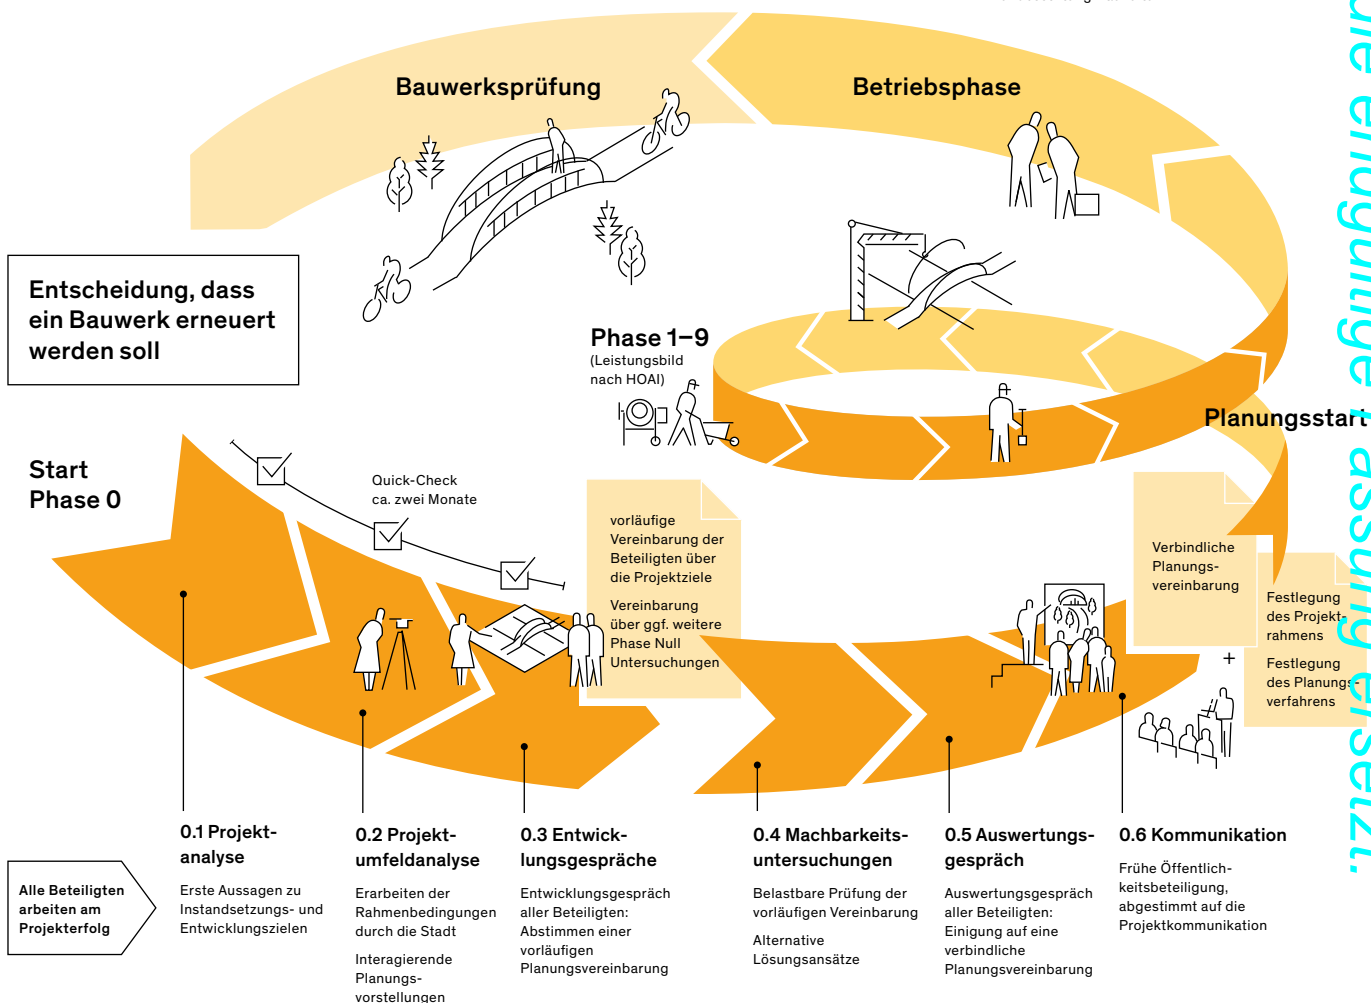 Bauwerksprüfung
Betriebsphase
Entscheidung, dass
ein Bauwerk erneuert
werden soll
Phase 1–9
(Leistungsbild
nach HOAI)
Planungsstart
Start
Phase 0
Quick-Check
ca. zwei Monate
vorläufige
Vereinbarung der
Beteiligten über
die Projektziele
Vereinbarung
über ggf. weitere
Phase Null
Untersuchungen
Verbindliche
Planungs-
vereinbarung
+
Festlegung
des Projekt-
rahmens
Festlegung
des Planungs-
verfahrens
Alle Beteiligten
arbeiten am
Projekterfolg
0.1 Projekt-
analyse
Erste Aussagen zu
Instandsetzungs- und
Entwicklungszielen
0.2 Projekt-
umfeldanalyse
Erarbeiten der
Rahmenbedingungen
durch die Stadt
Interagierende
Planungs-
vorstellungen
0.3 Entwick-
lungsgespräche
Entwicklungsgespräch
aller Beteiligten:
Abstimmen einer
vorläufigen
Planungsvereinbarung
0.4 Machbarkeits-
untersuchungen
Belastbare Prüfung der
vorläufigen Vereinbarung
Alternative
Lösungsansätze
0.5 Auswertungs-
gespräch
Auswertungsgespräch
aller Beteiligten:
Einigung auf eine
verbindliche
Planungsvereinbarung
0.6 Kommunikation
Frühe Öffentlich-
keitsbeteiligung,
abgestimmt auf die
Projektkommunikation
die endgültige Fassung ersetzt.